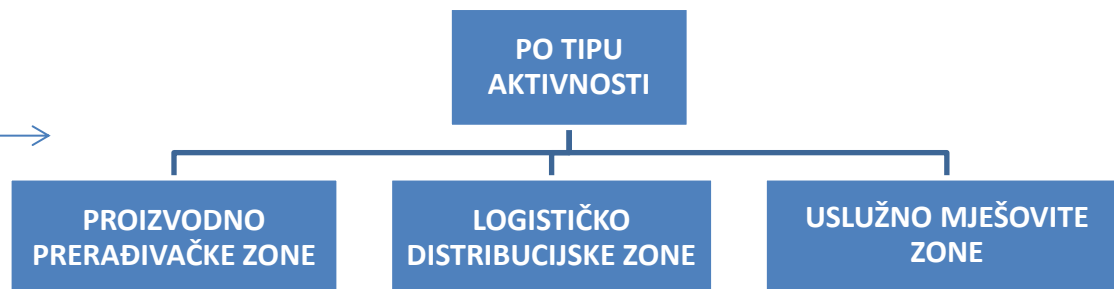 PO TIPU
AKTIVNOSTI
PROIZVODNO
PRERAĐIVAČKE ZONE
LOGISTIČKO
DISTRIBUCIJSKE ZONE
USLUŽNO MJEŠOVITE
ZONE